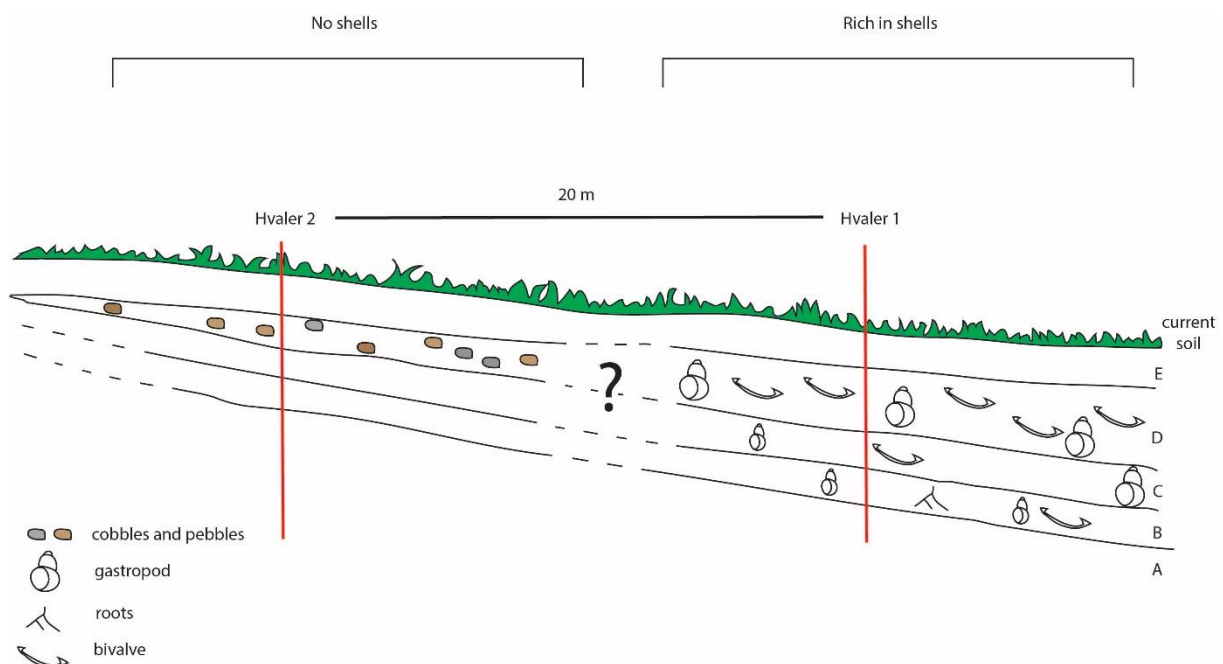 No shells
Rich in shells
20 m
Hvaler 2
Hvaler 1
current
soil
E
?
D
C
B
A
cobbles and pebbles
gastropod
roots
bivalve